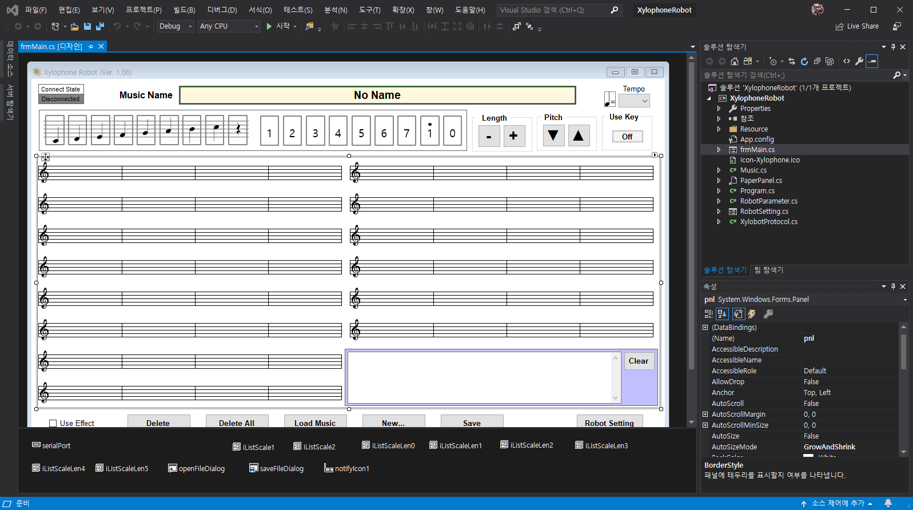 파일(F) 편집(E) 보기(V) 프로젝트(P) 빌드(B) 디버그(D) 서식(O) 테스트(S) 분석(N) 도구(T) 확장(X) 창(W) 도움말(H) Visual Studio 검색 (Ctrl+Q) XylophoneRobot
Debug Any CPU 시작 Live Share
frmMain.cs [디자인]
데이터 소스
서버 탐색기
Xylophone Robot (Ver. 1.06)
Connect State
Disconnected
Music Name
No Name
Tempo
1 2 3 4 5 6 7 1 0
Length
- +
Pitch
▼ ▲
Use Key
Off
Clear
Use Effect
Delete
Delete All
Load Music
New...
Save
Robot Setting
serialPort iListScale1 iListScale2 iListScaleLen0 iListScaleLen1 iListScaleLen2 iListScaleLen3
iListScaleLen4 iListScaleLen5 openFileDialog saveFileDialog notifyIcon1
솔루션 탐색기
솔루션 탐색기 검색(Ctrl+;)
솔루션 'XylophoneRobot' (1/1개 프로젝트)
XylophoneRobot
Properties
참조
Resource
App.config
frmMain.cs
Icon-Xylophone.ico
Music.cs
PaperPanel.cs
Program.cs
RobotParameter.cs
RobotSetting.cs
XylobotProtocol.cs
솔루션 탐색기 팀 탐색기
속성
pnl System.Windows.Forms.Panel
(DataBindings)
(Name) pnl
AccessibleDescription
AccessibleName
AccessibleRole Default
AllowDrop False
Anchor Top, Left
AutoScroll False
AutoScrollMargin 0, 0
AutoScrollMinSize 0, 0
AutoSize False
AutoSizeMode GrowAndShrink
BorderStyle
패널에 테두리를 표시할지 여부를 나타냅니다.
준비
소스 제어에 추가